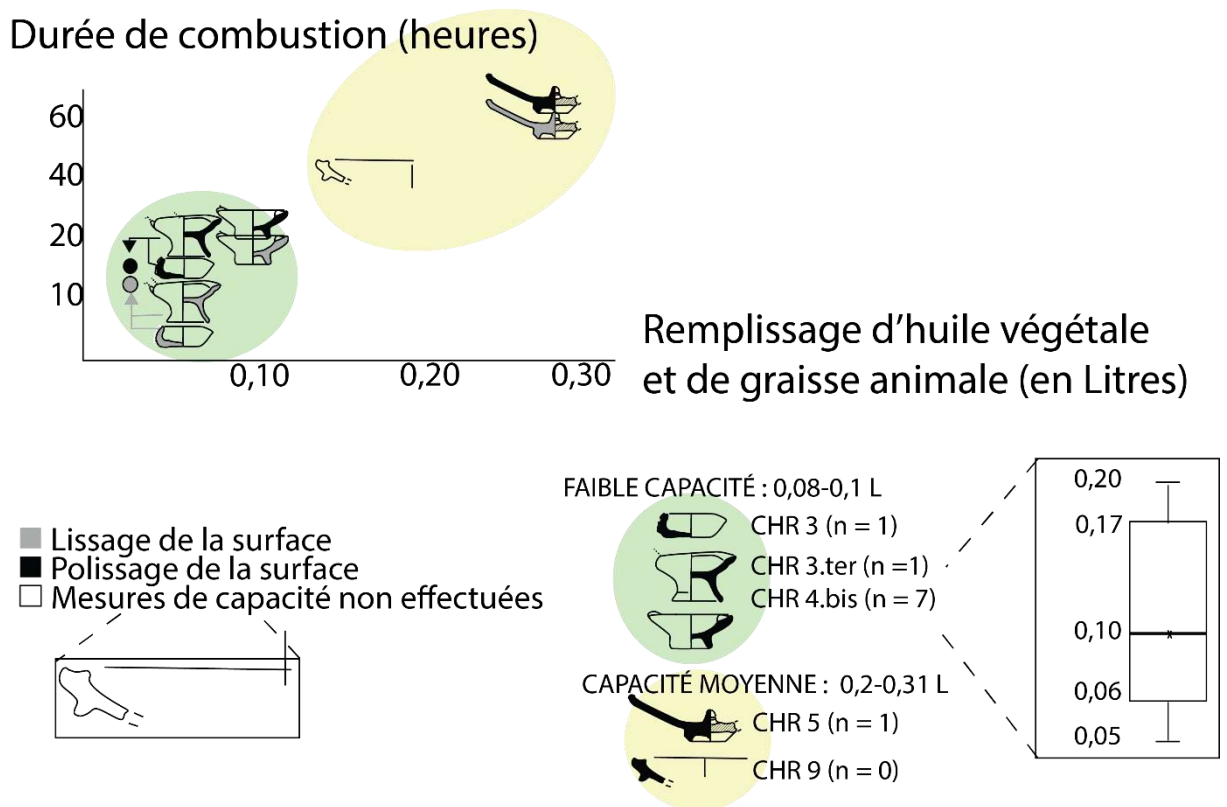 Durée de combustion (heures)
60
40
20
10
0,10
0,20
0,30
Remplissage d’huile végétale
et de graisse animale (en Litres)
Lissage de la surface
Polissage de la surface
Mesures de capacité non effectuées
FAIBLE CAPACITÉ : 0,08-0,1 L
CHR 3 (n = 1)
CHR 3.ter (n =1)
CHR 4.bis (n = 7)
CAPACITÉ MOYENNE : 0,2-0,31 L
CHR 5 (n = 1)
CHR 9 (n = 0)
0,20
0,17
0,10
0,06
0,05